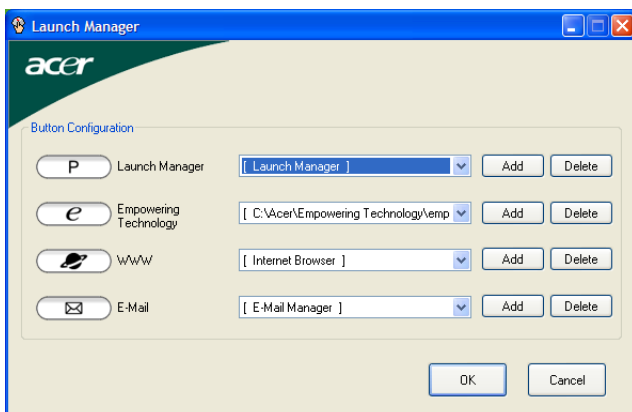 Launch Manager
acer
Button Configuration
P Launch Manager [ Launch Manager ] Add Delete
e Empowering Technology [ C:\Acer\Empowering Technology\emp Add Delete
WWW [ Internet Browser ] Add Delete
E-Mail [ E-Mail Manager ] Add Delete
OK Cancel